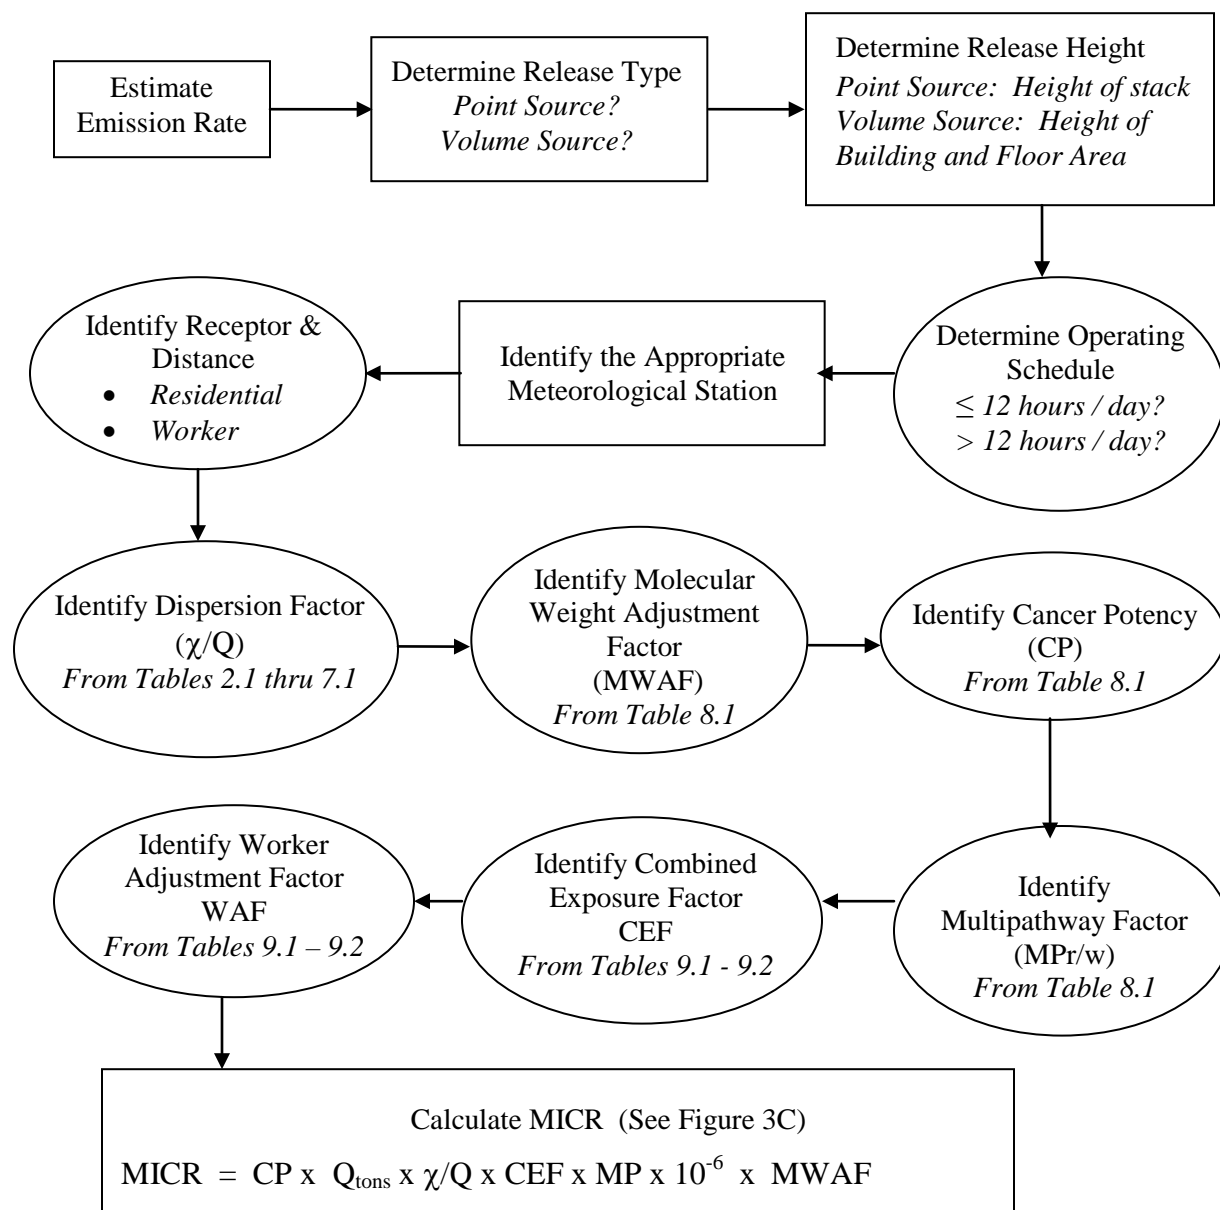 Estimate
Emission Rate
Determine Release Type
Point Source?
Volume Source?
Determine Release Height
Point Source:  Height of stack
Volume Source:  Height of
Building and Floor Area
Determine Operating
Schedule
≤ 12 hours / day?
> 12 hours / day?
Identify the Appropriate
Meteorological Station
Identify Receptor &
Distance
• Residential
• Worker
Identify Dispersion Factor
(χ/Q)
From Tables 2.1 thru 7.1
Identify Molecular
Weight Adjustment
Factor
(MWAF)
From Table 8.1
Identify Cancer Potency
(CP)
From Table 8.1
Identify
Multipathway Factor
(MPr/w)
From Table 8.1
Identify Combined
Exposure Factor
CEF
From Tables 9.1 - 9.2
Identify Worker
Adjustment Factor
WAF
From Tables 9.1 – 9.2
Calculate MICR  (See Figure 3C)
MICR  =  CP x  Qtons x χ/Q x CEF x MP x 10⁻⁶  x  MWAF